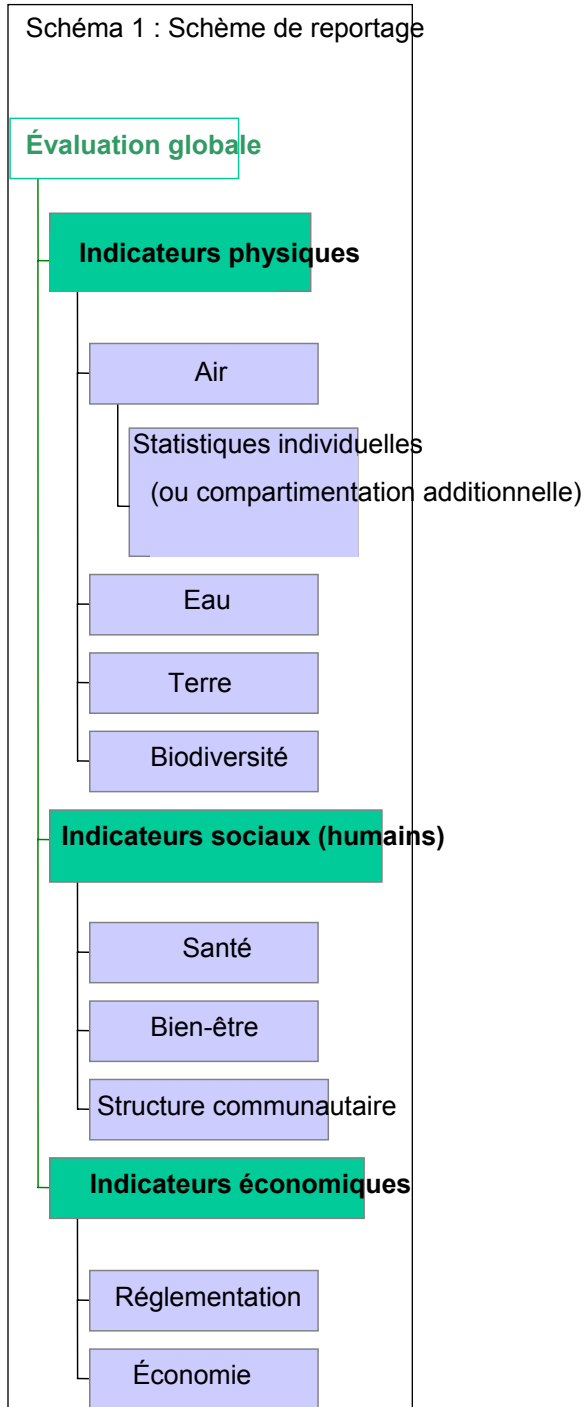 Schéma 1 : Schème de reportage
Évaluation globale
Indicateurs physiques
Air
Statistiques individuelles
(ou compartimentation additionnelle)
Eau
Terre
Biodiversité
Indicateurs sociaux (humains)
Santé
Bien-être
Structure communautaire
Indicateurs économiques
Réglementation
Économie